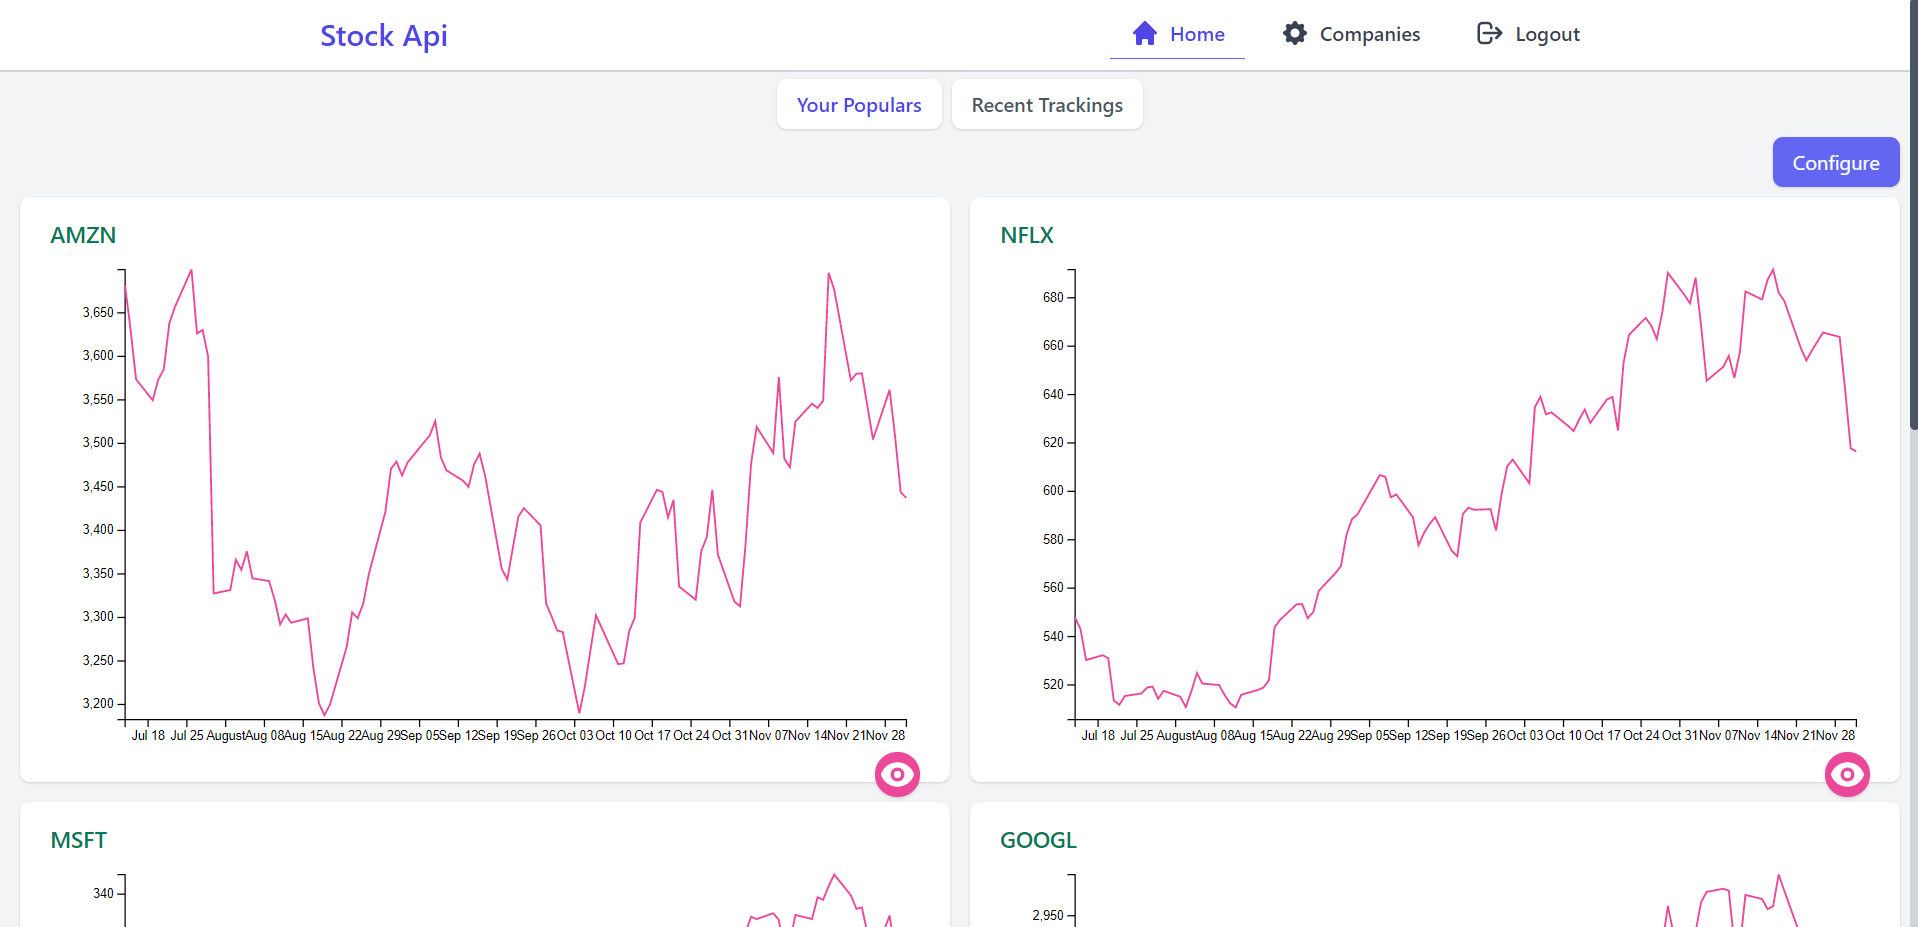 Stock Api
Home
Companies
Logout
Your Populars
Recent Trackings
Configure
AMZN
3,650
3,600
3,550
3,500
3,450
3,400
3,350
3,300
3,250
3,200
Jul 18 Jul 25 August Aug 08 Aug 15 Aug 22 Aug 29 Sep 05 Sep 12 Sep 19 Sep 26 Oct 03 Oct 10 Oct 17 Oct 24 Oct 31 Nov 07 Nov 14 Nov 21 Nov 28
NFLX
680
660
640
620
600
580
560
540
520
Jul 18 Jul 25 August Aug 08 Aug 15 Aug 22 Aug 29 Sep 05 Sep 12 Sep 19 Sep 26 Oct 03 Oct 10 Oct 17 Oct 24 Oct 31 Nov 07 Nov 14 Nov 21 Nov 28
MSFT
340
GOOGL
2,950